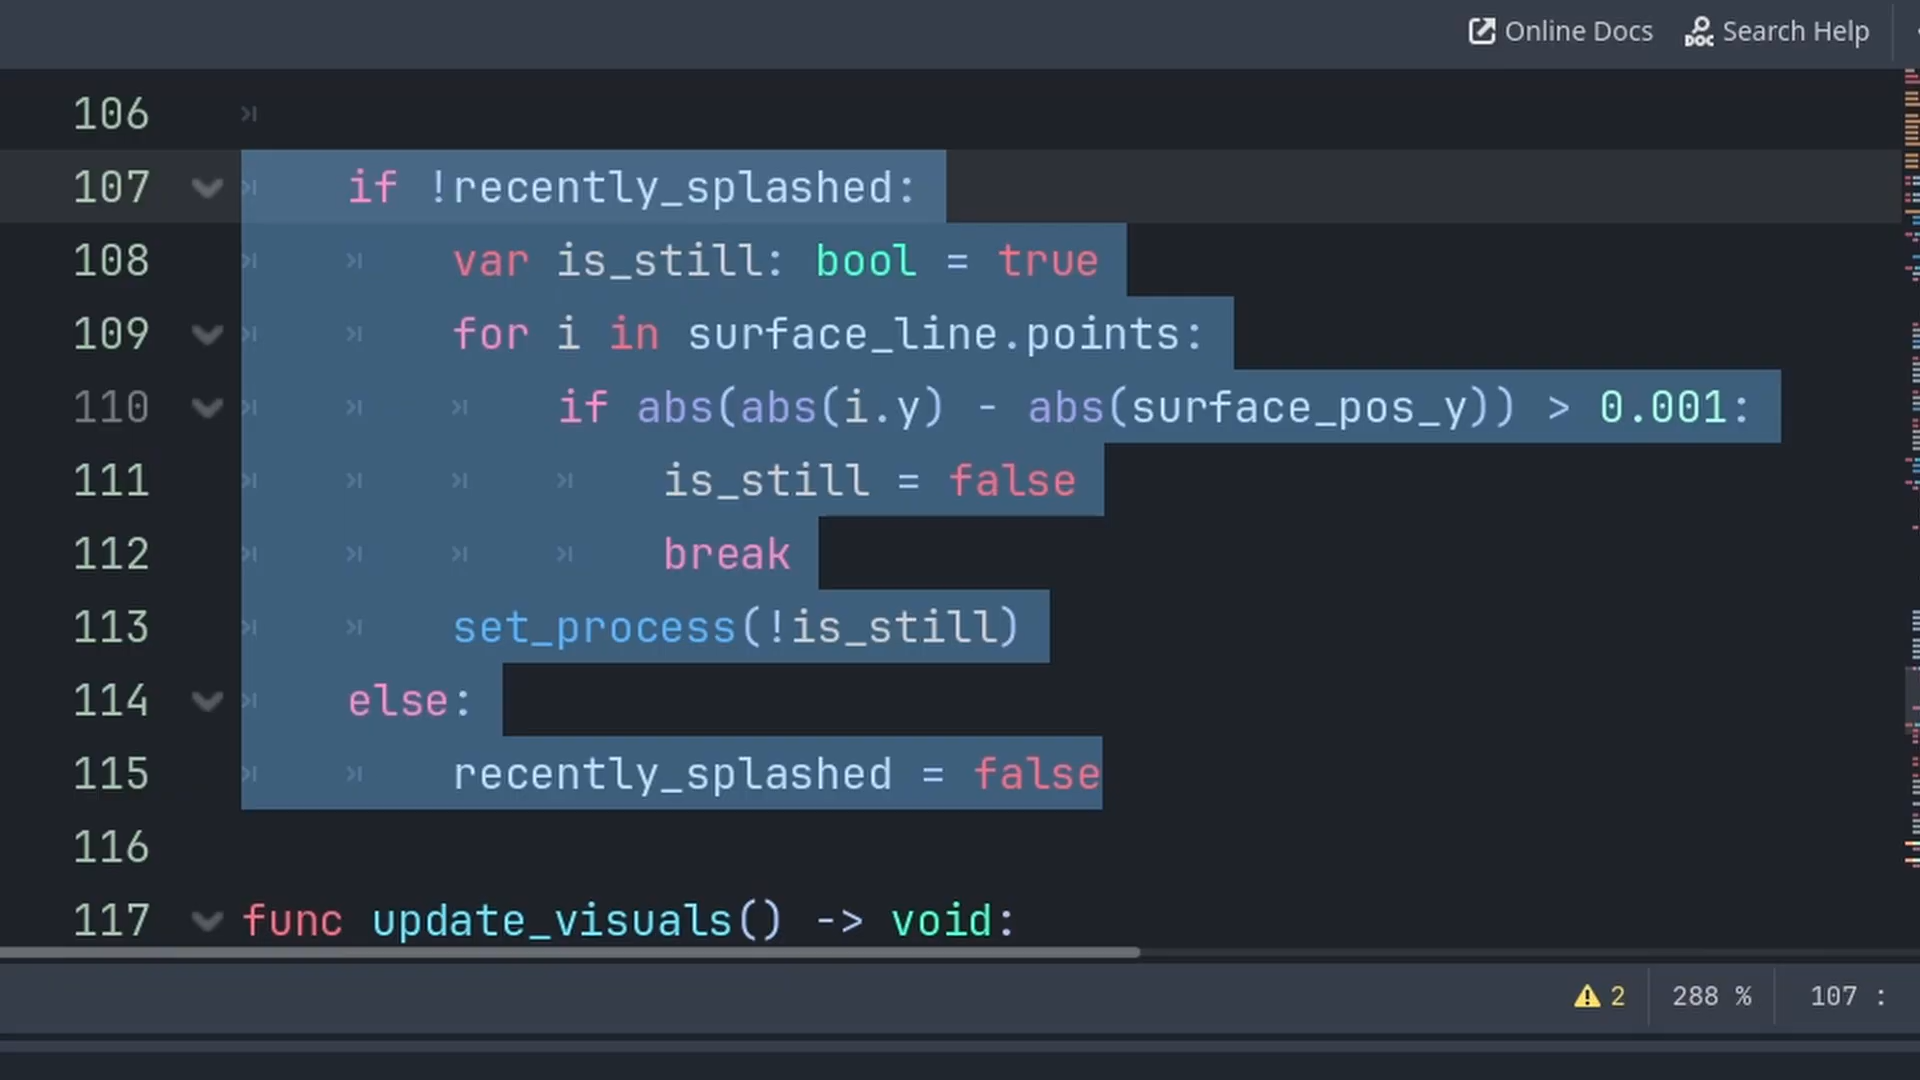 Online Docs Search Help
106
107 if !recently_splashed:
108 var is_still: bool = true
109 for i in surface_line.points:
110 if abs(abs(i.y) - abs(surface_pos_y)) > 0.001:
111 is_still = false
112 break
113 set_process(!is_still)
114 else:
115 recently_splashed = false
116
117 func update_visuals() -> void:
2 288 % 107 :